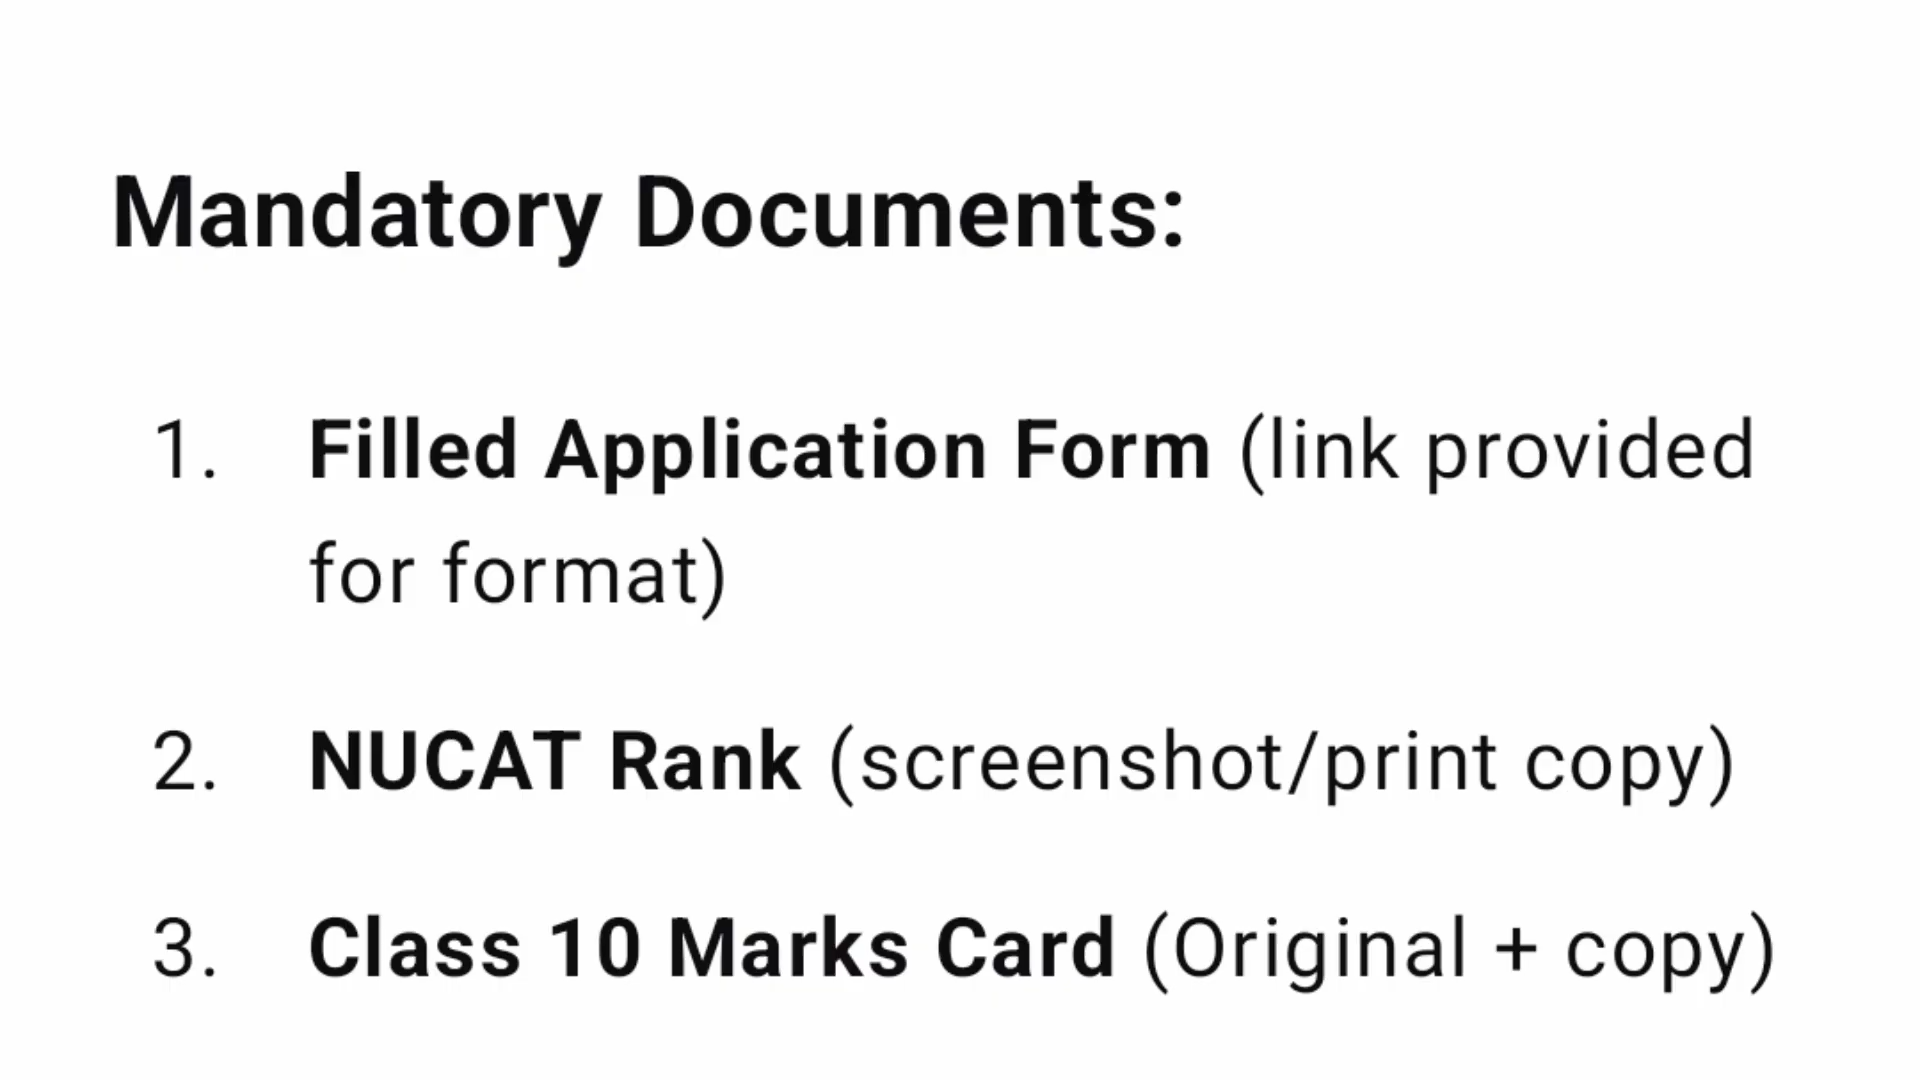 Mandatory Documents:
1. Filled Application Form (link provided
for format)
2. NUCAT Rank (screenshot/print copy)
3. Class 10 Marks Card (Original + copy)